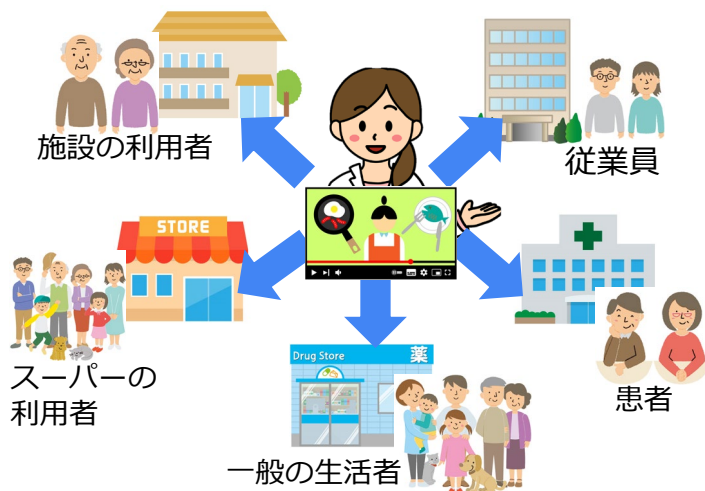 施設の利用者
従業員
STORE
スーパーの
利用者
患者
Drug Store
薬
一般の生活者